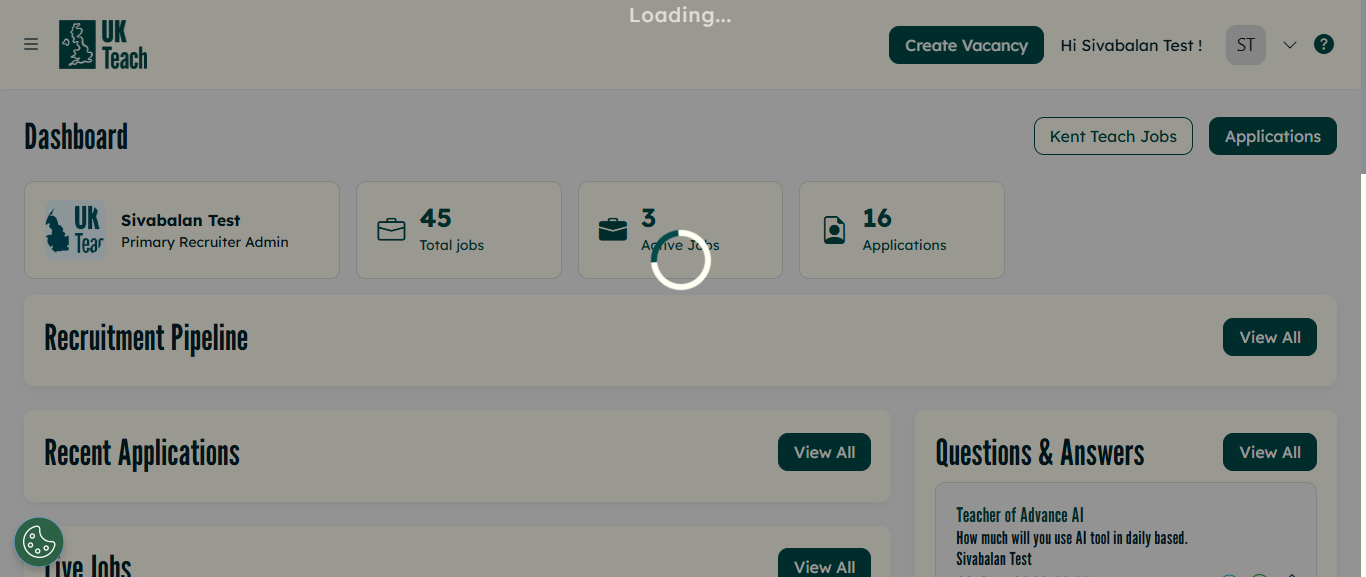 Loading...
UK
Teach
Create Vacancy
Hi Sivabalan Test !
ST
?
Dashboard
Kent Teach Jobs
Applications
UK
Teac
Sivabalan Test
Primary Recruiter Admin
45
Total jobs
3
Active Jobs
16
Applications
Recruitment Pipeline
View All
Recent Applications
View All
Questions & Answers
View All
Teacher of Advance AI
How much will you use AI tool in daily based.
Sivabalan Test
Live Jobs
View All